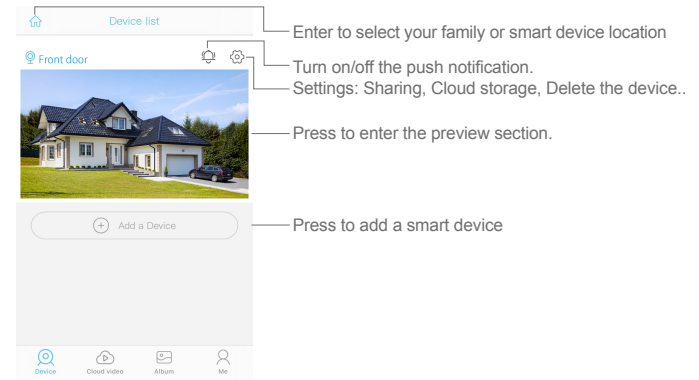 Device list
Enter to select your family or smart device location
Front door
Turn on/off the push notification.
Settings: Sharing, Cloud storage, Delete the device..
Press to enter the preview section.
Add a Device
Press to add a smart device
Device
Cloud video
Album
Me